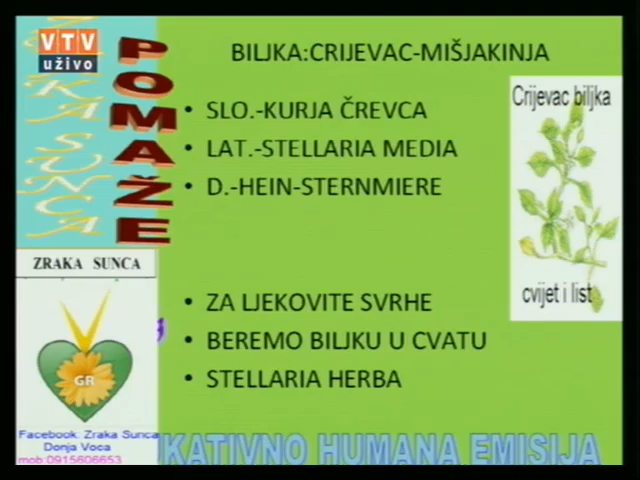 VTV
uživo
ZRAKA SUNCA
POMAŽE
BILJKA:CRIJEVAC-MIŠJAKINJA
• SLO.-KURJA ČREVCA
• LAT.-STELLARIA MEDIA
• D.-HEIN-STERNMIERE
• ZA LJEKOVITE SVRHE
• BEREMO BILJKU U CVATU
• STELLARIA HERBA
Crijevac biljka
cvijet i list
ZRAKA SUNCA
GR
Facebook: Zraka Sunca
Donja Voca
mob:0915606653
UKATIVNO HUMANA EMISIJA